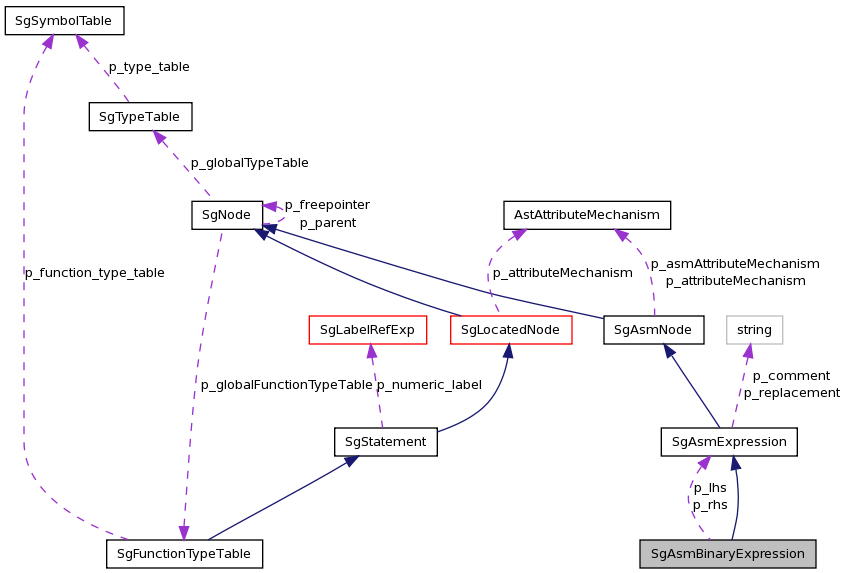 SgSymbolTable
p_type_table
SgTypeTable
p_globalTypeTable
SgNode
p_freepointer
p_parent
AstAttributeMechanism
p_function_type_table
p_attributeMechanism
p_asmAttributeMechanism
p_attributeMechanism
SgLabelRefExp
SgLocatedNode
SgAsmNode
string
p_globalFunctionTypeTable
p_numeric_label
p_comment
p_replacement
SgStatement
SgAsmExpression
p_lhs
p_rhs
SgFunctionTypeTable
SgAsmBinaryExpression